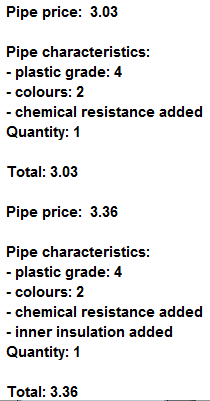 Pipe price:  3.03
Pipe characteristics:
- plastic grade: 4
- colours: 2
- chemical resistance added
Quantity: 1
Total: 3.03
Pipe price:  3.36
Pipe characteristics:
- plastic grade: 4
- colours: 2
- chemical resistance added
- inner insulation added
Quantity: 1
Total: 3.36